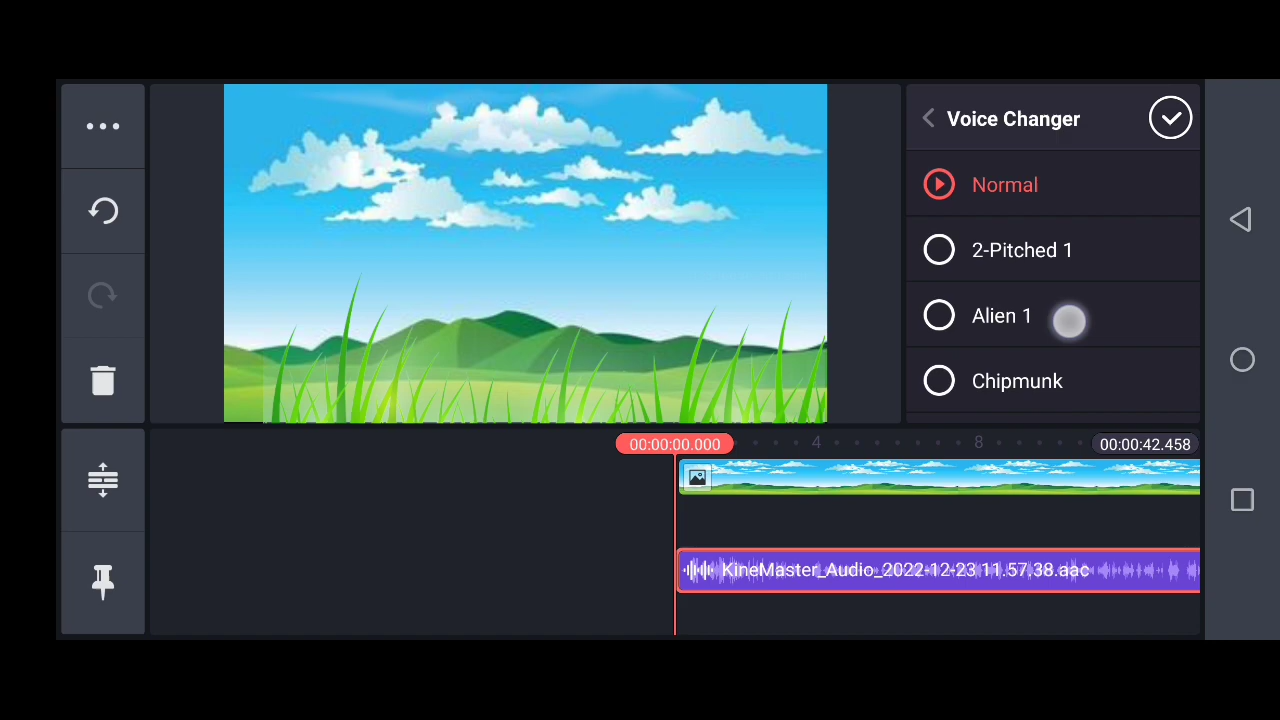 Voice Changer
Normal
2-Pitched 1
Alien 1
Chipmunk
00:00:00.000
4
8
00:00:42.458
KineMaster_Audio_2022-12-23 11.57.38.aac